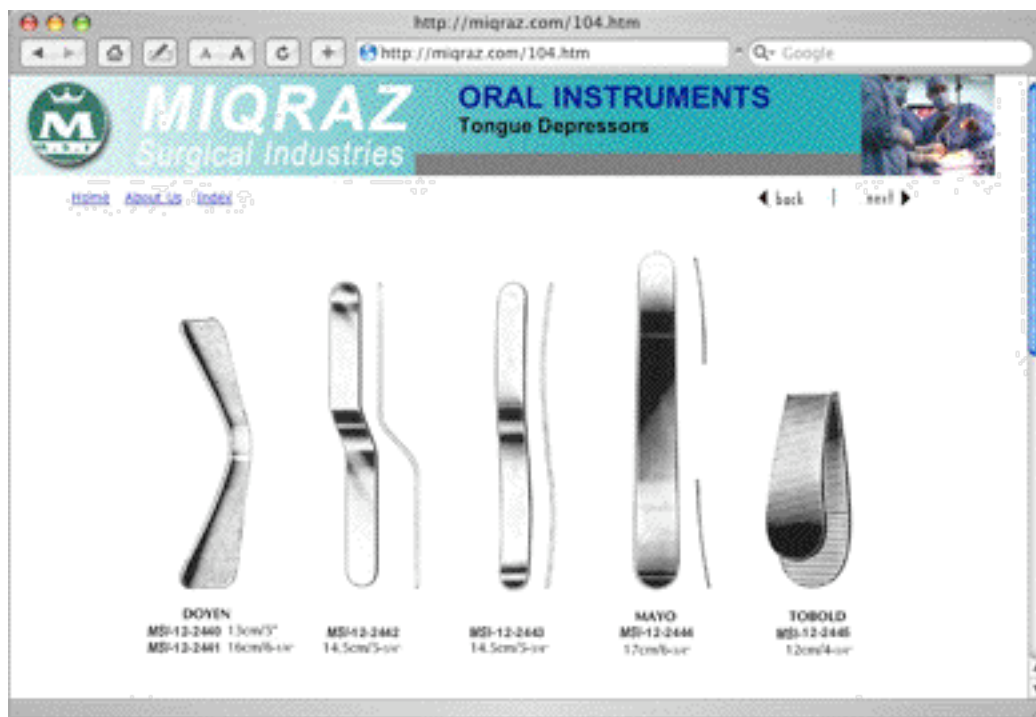 http://miqraz.com/104.htm
A A http://miqraz.com/104.htm Google
M
MIQRAZ
Surgical Industries
ORAL INSTRUMENTS
Tongue Depressors
Home About Us Index
back | next
DOYEN
MSI-12-2440 13cm/5"
MSI-12-2441 16cm/6-1/4"
MSI-12-2442
14.5cm/5-3/4"
MSI-12-2443
14.5cm/5-3/4"
MAYO
MSI-12-2444
17cm/6-3/4"
TOBOLD
MSI-12-2445
12cm/4-3/4"